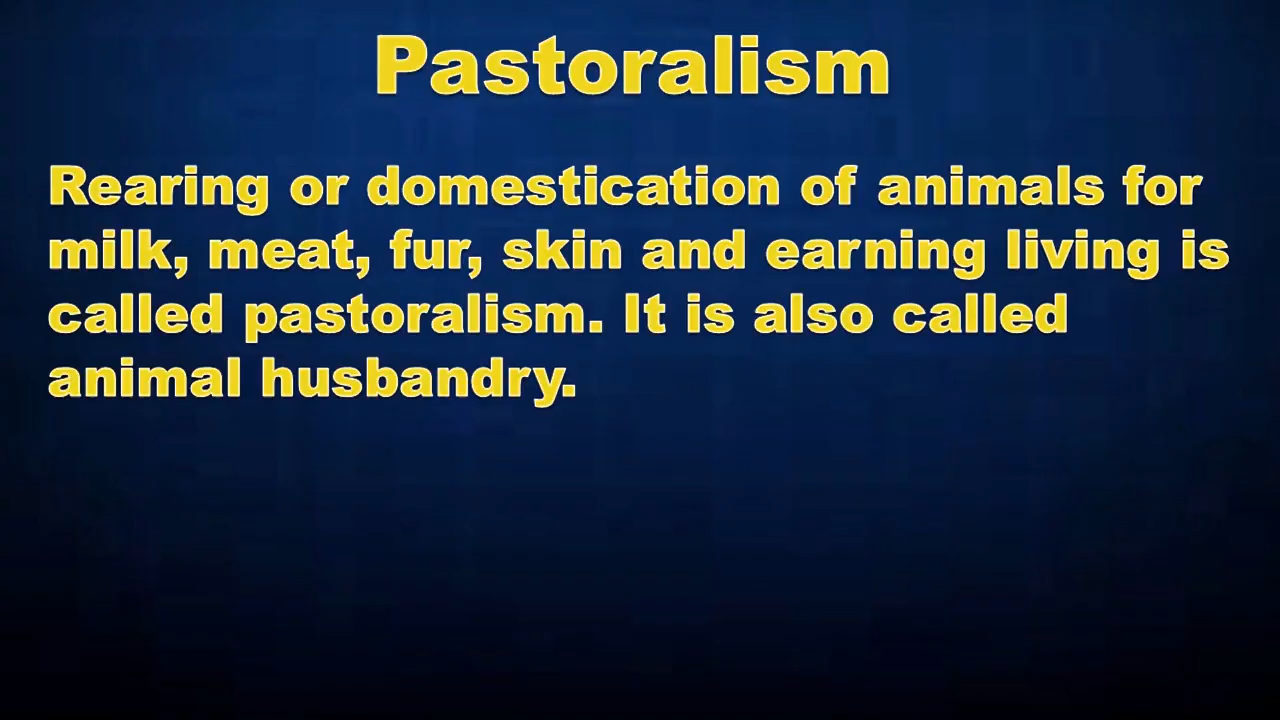 Pastoralism
Rearing or domestication of animals for
milk, meat, fur, skin and earning living is
called pastoralism. It is also called
animal husbandry.